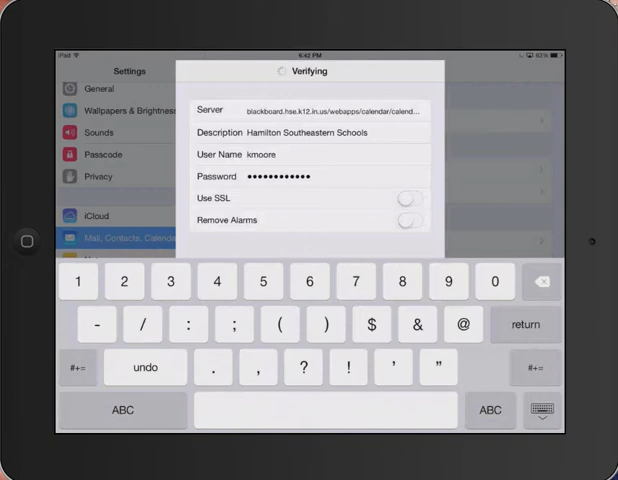 iPad
6:42 PM
62%
Settings
Verifying
General
Wallpapers & Brightness
Sounds
Passcode
Privacy
iCloud
Mail, Contacts, Calenda
Server blackboard.hse.k12.in.us/webapps/calendar/calend...
Description Hamilton Southeastern Schools
User Name kmoore
Password ••••••••••••
Use SSL
Remove Alarms
1 2 3 4 5 6 7 8 9 0
- / : ; ( ) $ & @ return
#+= undo . , ? ! ' " #+=
ABC ABC